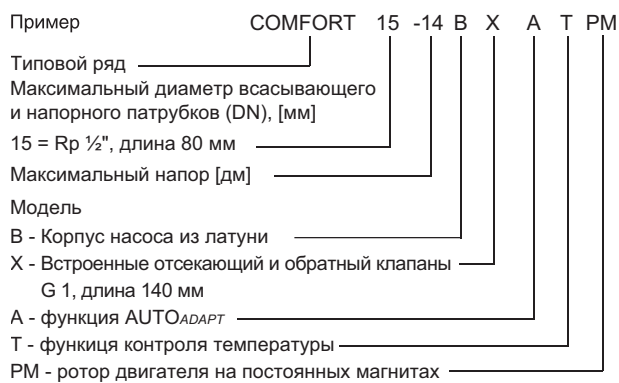 Пример COMFORT 15 -14 B X A T PM
Типовой ряд
Максимальный диаметр всасывающего
и напорного патрубков (DN), [мм]
15 = Rp ½", длина 80 мм
Максимальный напор [дм]
Модель
B - Корпус насоса из латуни
X - Встроенные отсекающий и обратный клапаны
G 1, длина 140 мм
A - функция AUTOADAPT
T - функиця контроля температуры
PM - ротор двигателя на постоянных магнитах